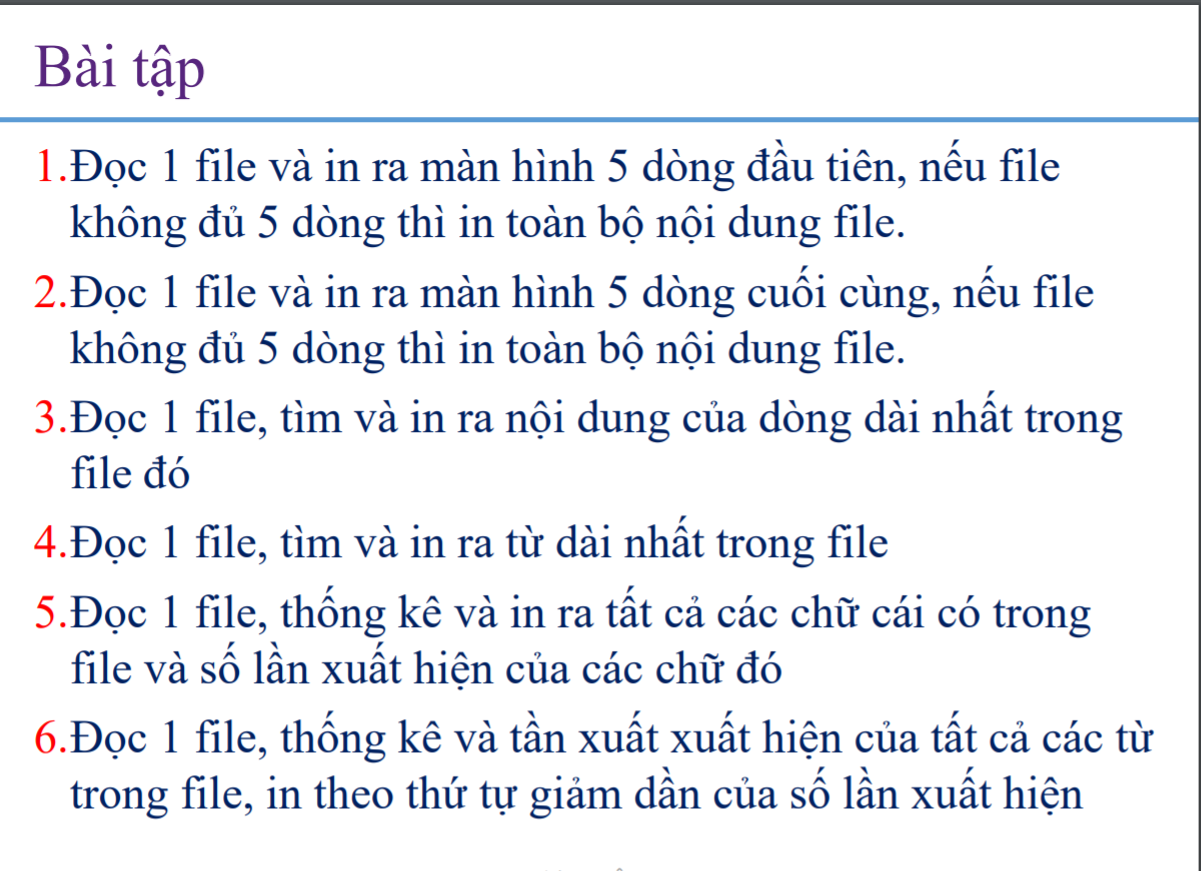 Bài tập
1.Đọc 1 file và in ra màn hình 5 dòng đầu tiên, nếu file
không đủ 5 dòng thì in toàn bộ nội dung file.
2.Đọc 1 file và in ra màn hình 5 dòng cuối cùng, nếu file
không đủ 5 dòng thì in toàn bộ nội dung file.
3.Đọc 1 file, tìm và in ra nội dung của dòng dài nhất trong
file đó
4.Đọc 1 file, tìm và in ra từ dài nhất trong file
5.Đọc 1 file, thống kê và in ra tất cả các chữ cái có trong
file và số lần xuất hiện của các chữ đó
6.Đọc 1 file, thống kê và tần xuất xuất hiện của tất cả các từ
trong file, in theo thứ tự giảm dần của số lần xuất hiện